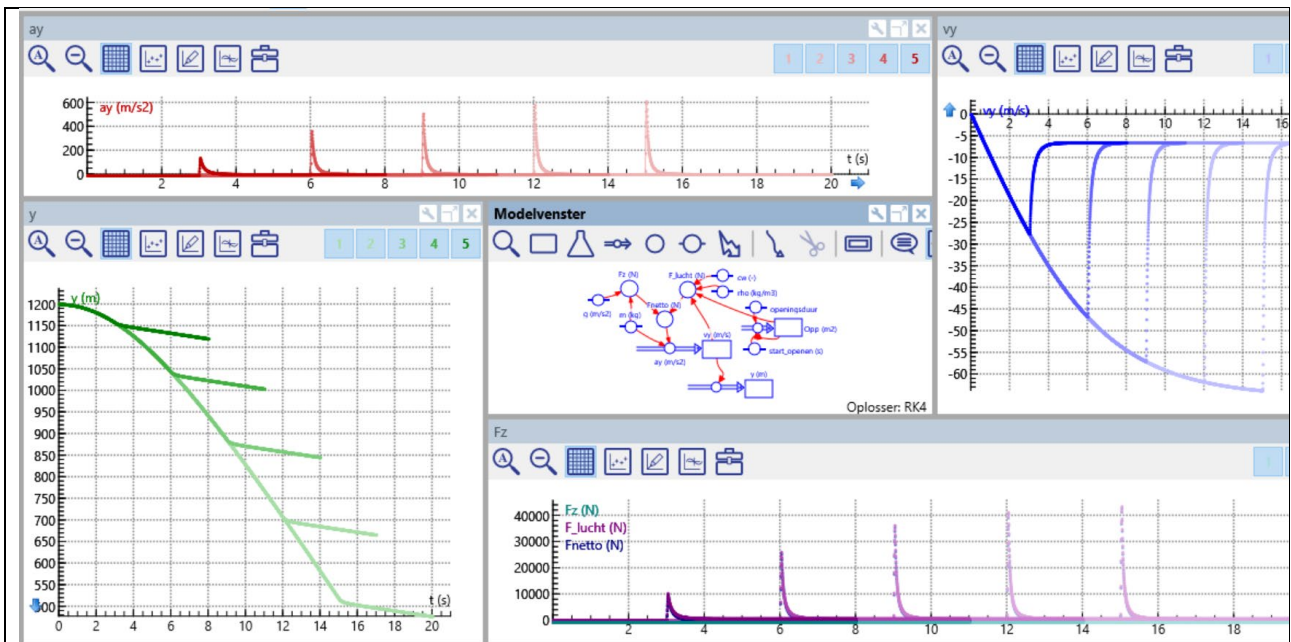 ay
1 2 3 4 5
600
400
200
0
ay (m/s2)
t (s)
2 4 6 8 10 12 14 16 18 20
vy
1
0
-5
-10
-15
-20
-25
-30
-35
-40
-45
-50
-55
-60
vy (m/s)
2 4 6 8 10 12 14 16
y
1 2 3 4 5
1200
1150
1100
1050
1000
950
900
850
800
750
700
650
600
550
500
y (m)
t (s)
0 2 4 6 8 10 12 14 16 18 20
Modelvenster
Fz (N)
F_lucht (N)
cw (-)
rho (kg/m3)
Fnetto (N)
m (kg)
openingsduur
Opp (m2)
vy (m/s)
start_openen (s)
ay (m/s2)
y (m)
Oplosser: RK4
Fz
40000
30000
20000
10000
0
Fz (N)
F_lucht (N)
Fnetto (N)
2 4 6 8 10 12 14 16 18